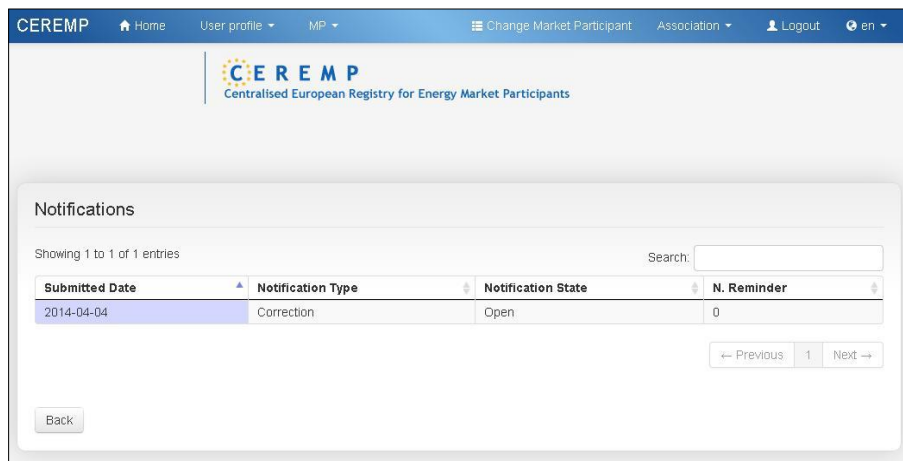 CEREMP Home User profile MP Change Market Participant Association Logout en
CEREMP
Centralised European Registry for Energy Market Participants
Notifications
Showing 1 to 1 of 1 entries
Search:
Submitted Date Notification Type Notification State N. Reminder
2014-04-04 Correction Open 0
← Previous 1 Next →
Back